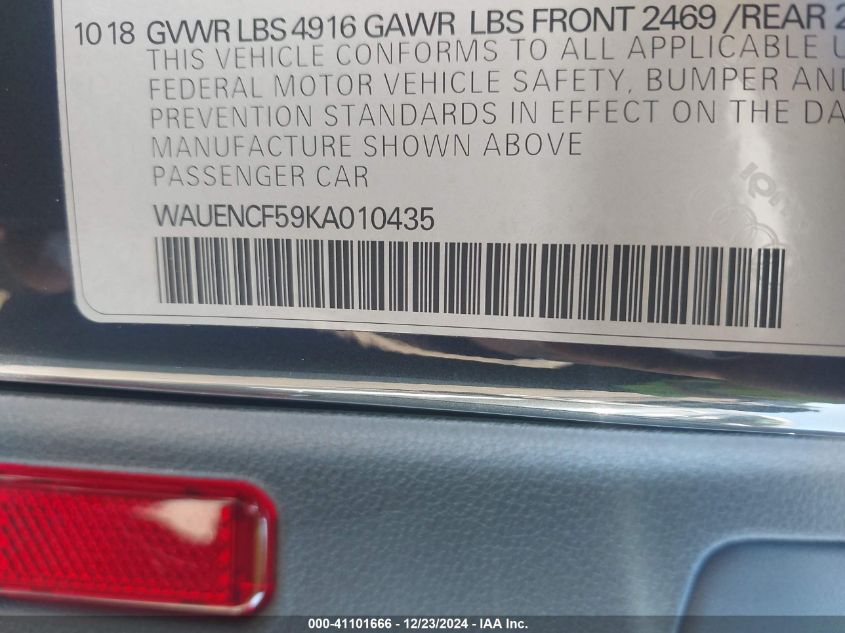 10 18 GVWR LBS 4916 GAWR LBS FRONT 2469 /REAR
THIS VEHICLE CONFORMS TO ALL APPLICABLE
FEDERAL MOTOR VEHICLE SAFETY, BUMPER AND
PREVENTION STANDARDS IN EFFECT ON THE
MANUFACTURE SHOWN ABOVE
PASSENGER CAR
WAUENCF59KA010435
000-41101666 - 12/23/2024 - IAA Inc.